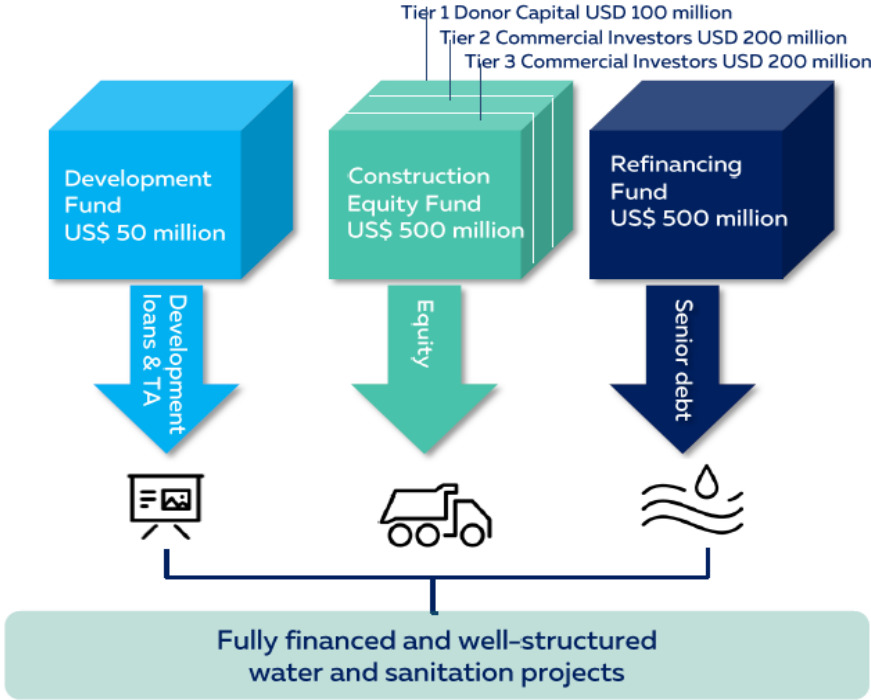 Tier 1 Donor Capital USD 100 million
Tier 2 Commercial Investors USD 200 million
Tier 3 Commercial Investors USD 200 million
Development
Fund
US$ 50 million
Construction
Equity Fund
US$ 500 million
Refinancing
Fund
US$ 500 million
Development
loans & TA
Equity
Senior debt
Fully financed and well-structured
water and sanitation projects